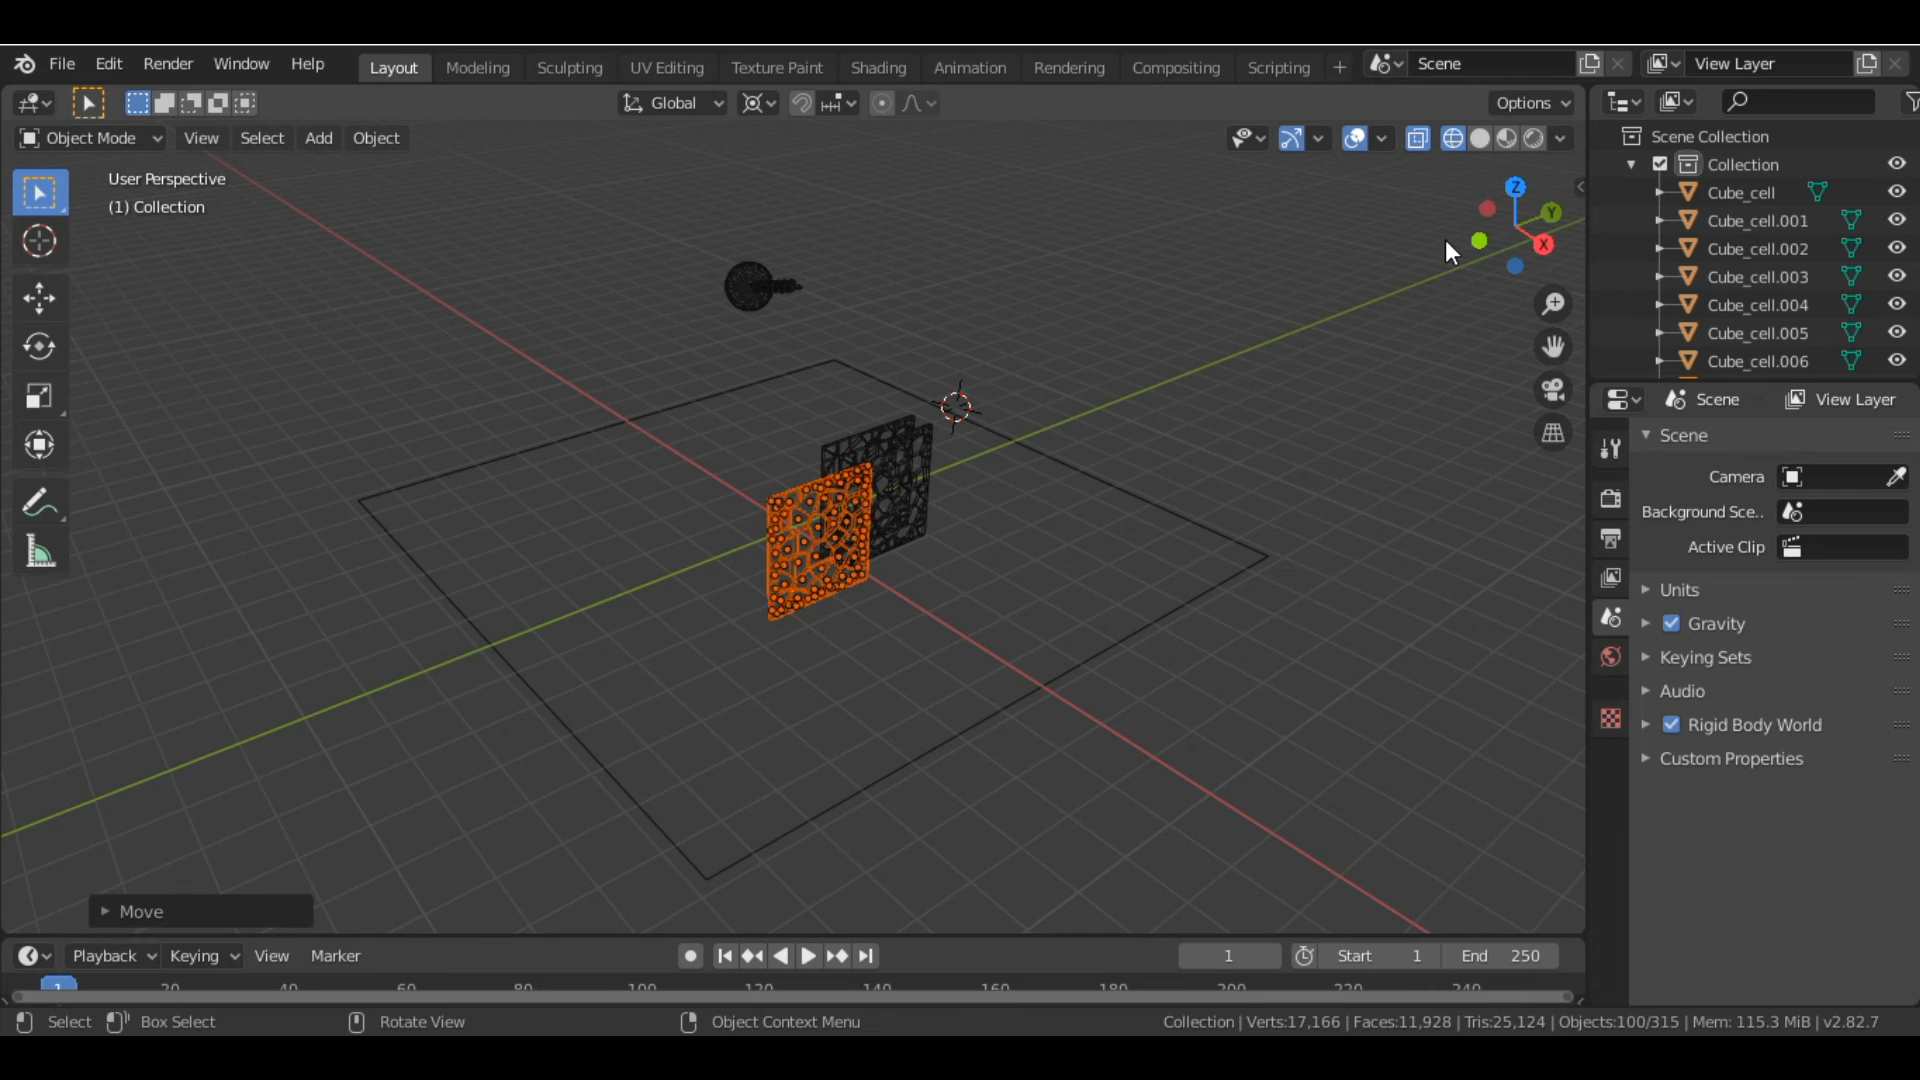 File Edit Render Window Help Layout Modeling Sculpting UV Editing Texture Paint Shading Animation Rendering Compositing Scripting + Scene View Layer
Global Options
Object Mode View Select Add Object
User Perspective
(1) Collection
Z
Y
X
Scene Collection
Collection
Cube_cell
Cube_cell.001
Cube_cell.002
Cube_cell.003
Cube_cell.004
Cube_cell.005
Cube_cell.006
Scene View Layer
Scene
Camera
Background Sce..
Active Clip
Units
Gravity
Keying Sets
Audio
Rigid Body World
Custom Properties
Move
Playback Keying View Marker 1 Start 1 End 250
1 20 40 60 80 100 120 140 160 180 200 220 240
Select Box Select Rotate View Object Context Menu Collection | Verts:17,166 | Faces:11,928 | Tris:25,124 | Objects:100/315 | Mem: 115.3 MiB | v2.82.7